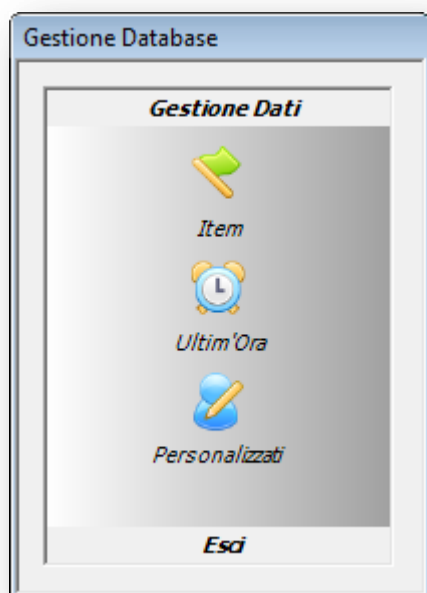 Gestione Database
Gestione Dati
Item
Ultim'Ora
Personalizzati
Esci